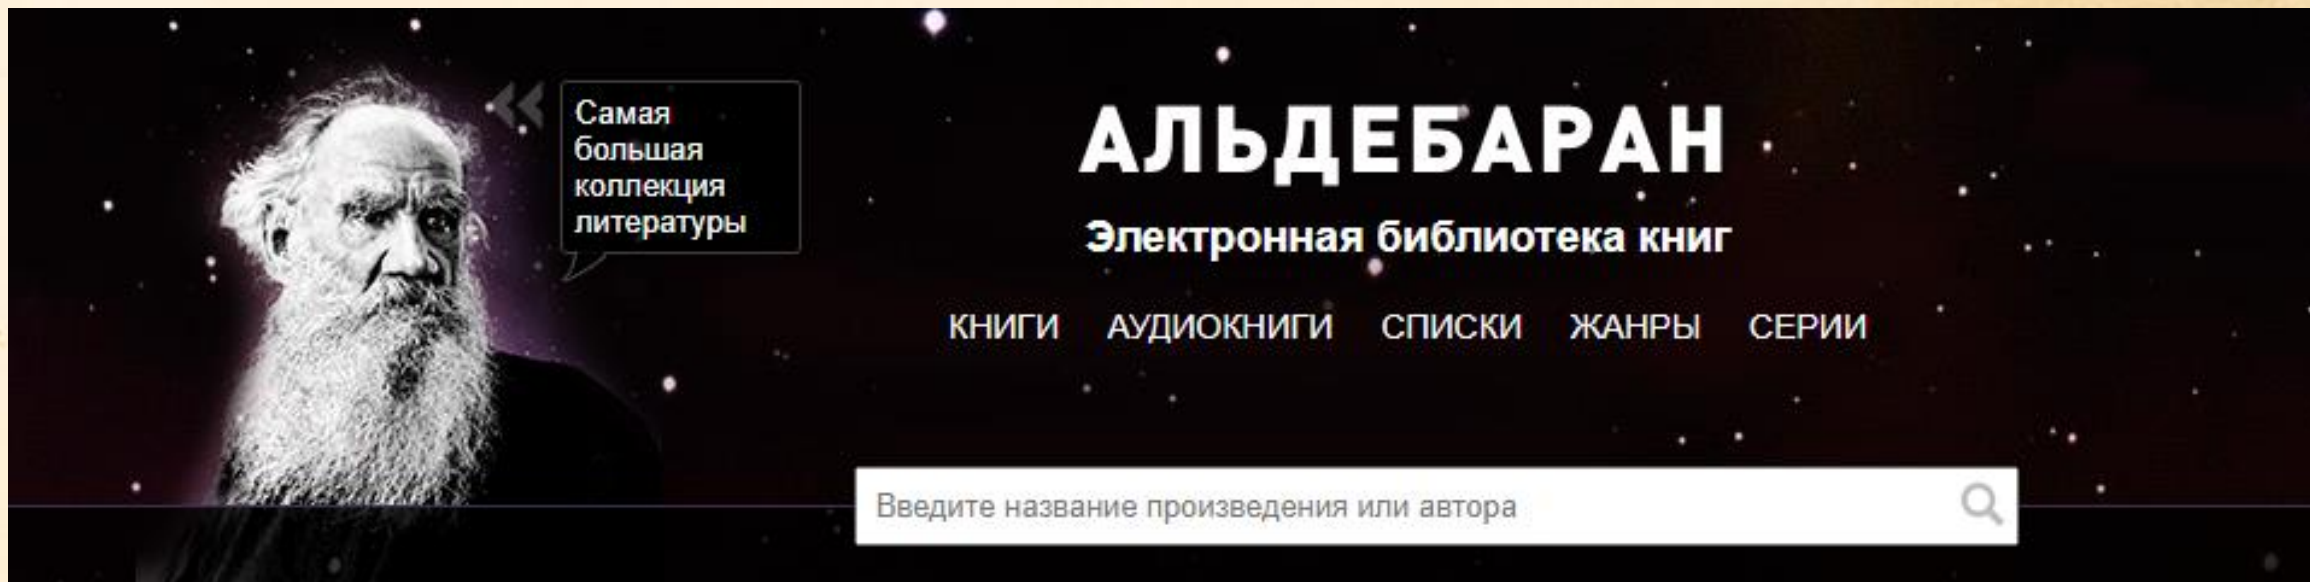 Самая
большая
коллекция
литературы
АЛЬДЕБАРАН
Электронная библиотека книг
КНИГИ АУДИОКНИГИ СПИСКИ ЖАНРЫ СЕРИИ
Введите название произведения или автора